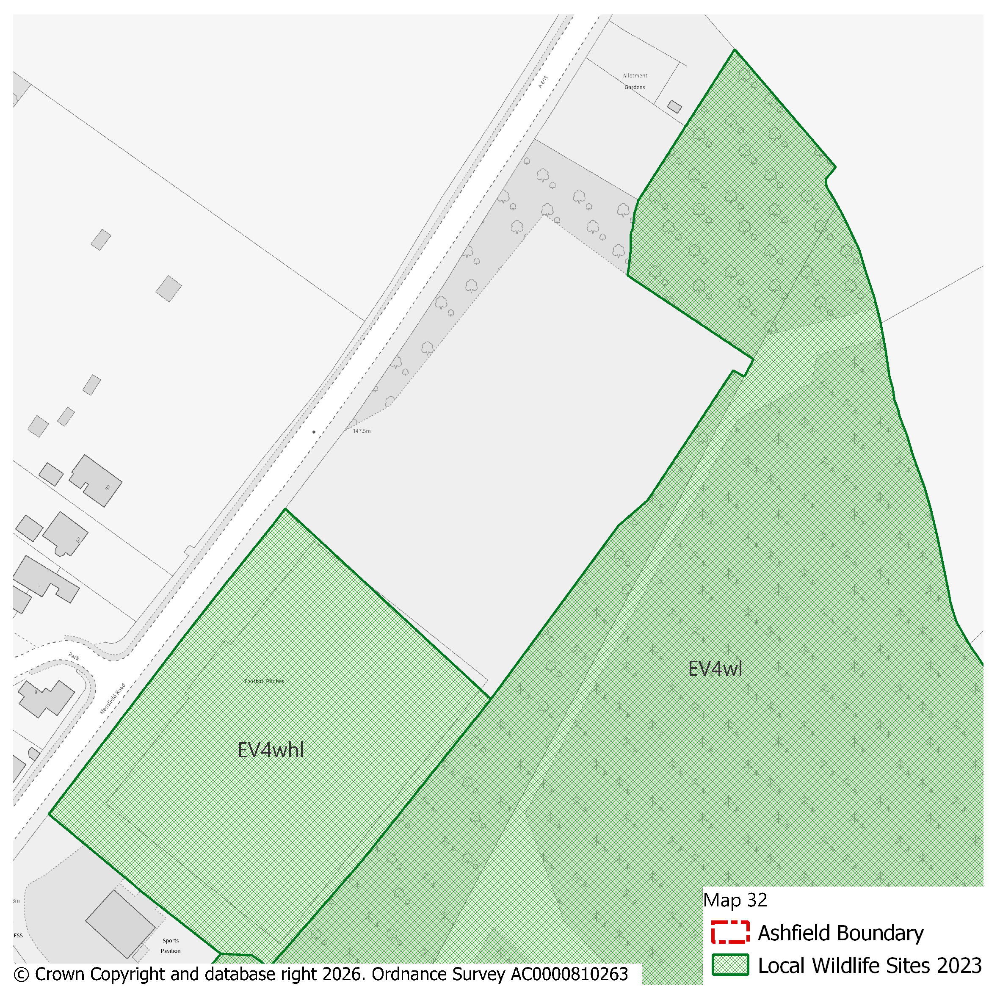 Allotment
Gardens
A 608
147.5m
99
97
Park
8
Mansfield Road
Football Pitches
EV4wl
EV4whl
Sports
Pavilion
Map 32
Ashfield Boundary
Local Wildlife Sites 2023
© Crown Copyright and database right 2026. Ordnance Survey AC0000810263